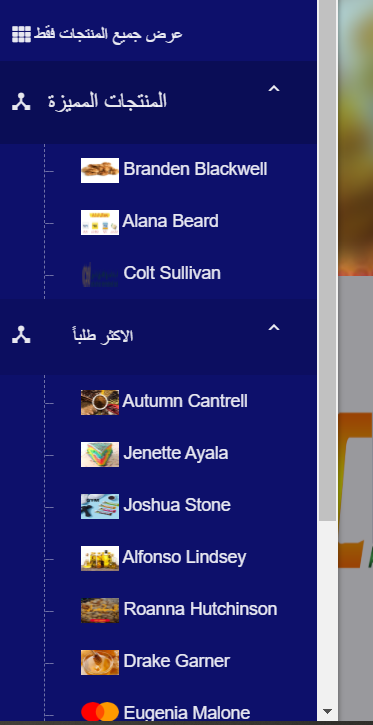 عرض جميع المنتجات فقط
المنتجات المميزة
Branden Blackwell
Alana Beard
Colt Sullivan
الاكثر طلباً
Autumn Cantrell
Jenette Ayala
Joshua Stone
Alfonso Lindsey
Roanna Hutchinson
Drake Garner
Eugenia Malone